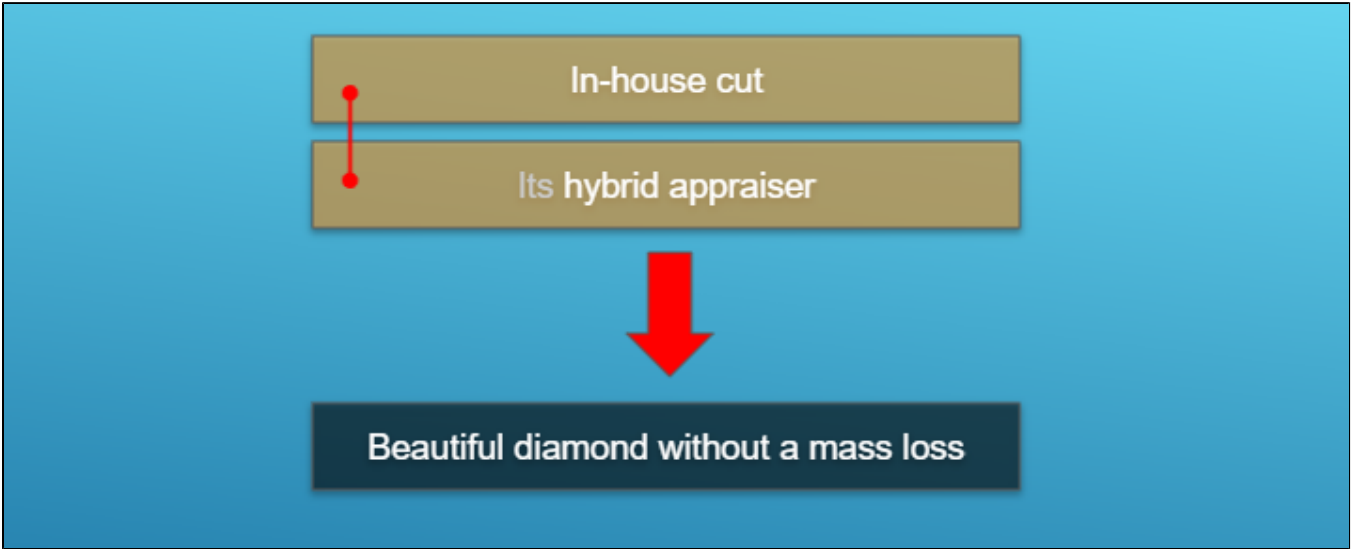 In-house cut
Its hybrid appraiser
Beautiful diamond without a mass loss